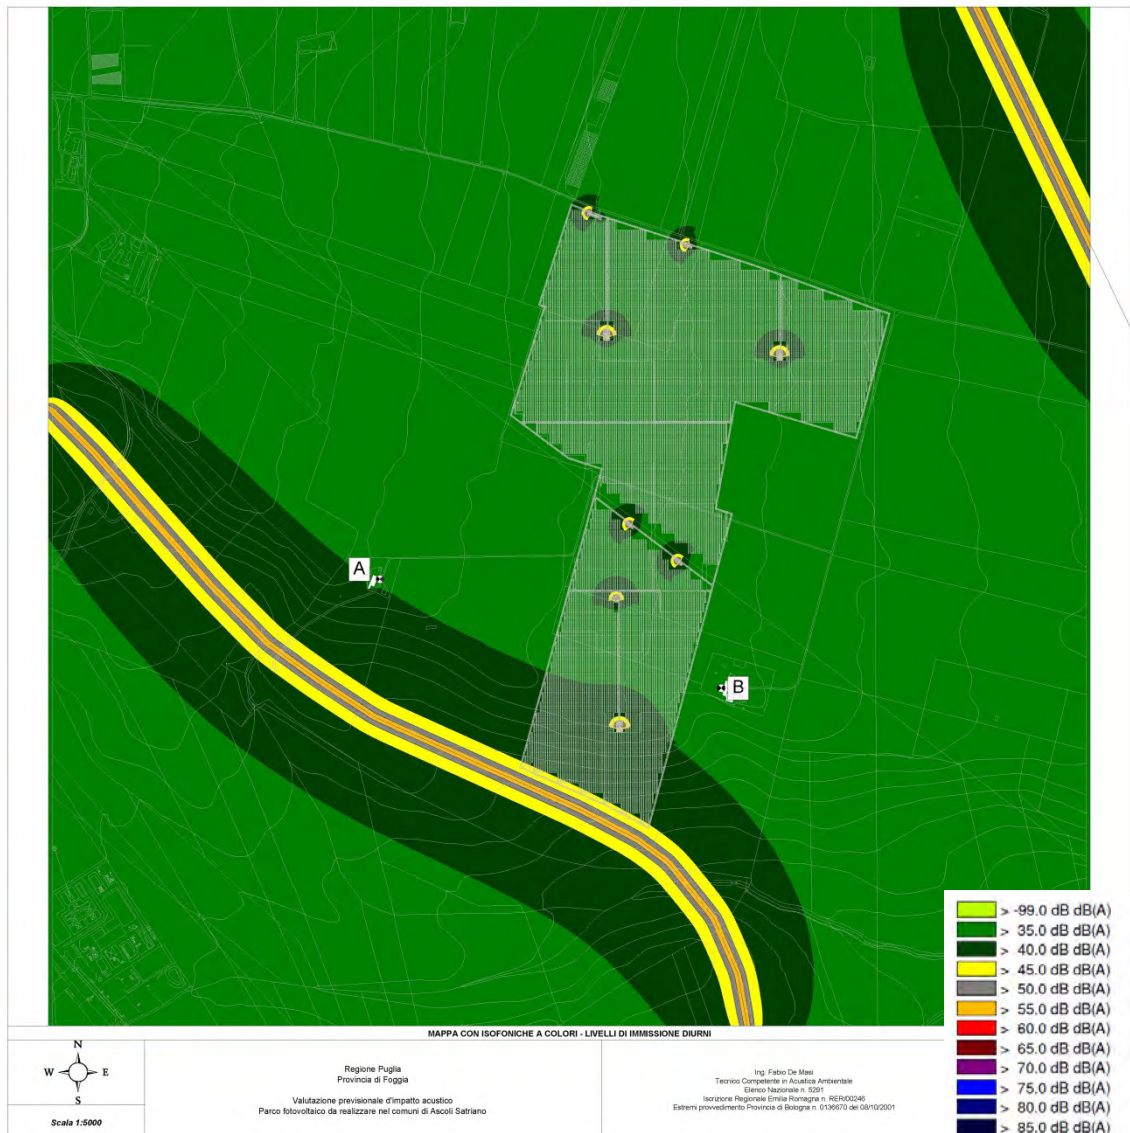 A
B
> -99.0 dB dB(A)
> 35.0 dB dB(A)
> 40.0 dB dB(A)
> 45.0 dB dB(A)
> 50.0 dB dB(A)
> 55.0 dB dB(A)
> 60.0 dB dB(A)
> 65.0 dB dB(A)
> 70.0 dB dB(A)
> 75.0 dB dB(A)
> 80.0 dB dB(A)
> 85.0 dB dB(A)
MAPPA CON ISOFONICHE A COLORI - LIVELLI DI IMMISSIONE DIURNI
N
W E
S
Scala 1:5000
Regione Puglia
Provincia di Foggia
Valutazione previsionale d'impatto acustico
Parco fotovoltaico da realizzare nel comuni di Ascoli Satriano
Ing. Fabio De Masi
Tecnico Competente in Acustica Ambientale
Elenco Nazionale n. 5291
Iscrizione Regionale Emilia Romagna n. RER/00246
Estremi provvedimento Provincia di Bologna n. 0136670 del 08/10/2001